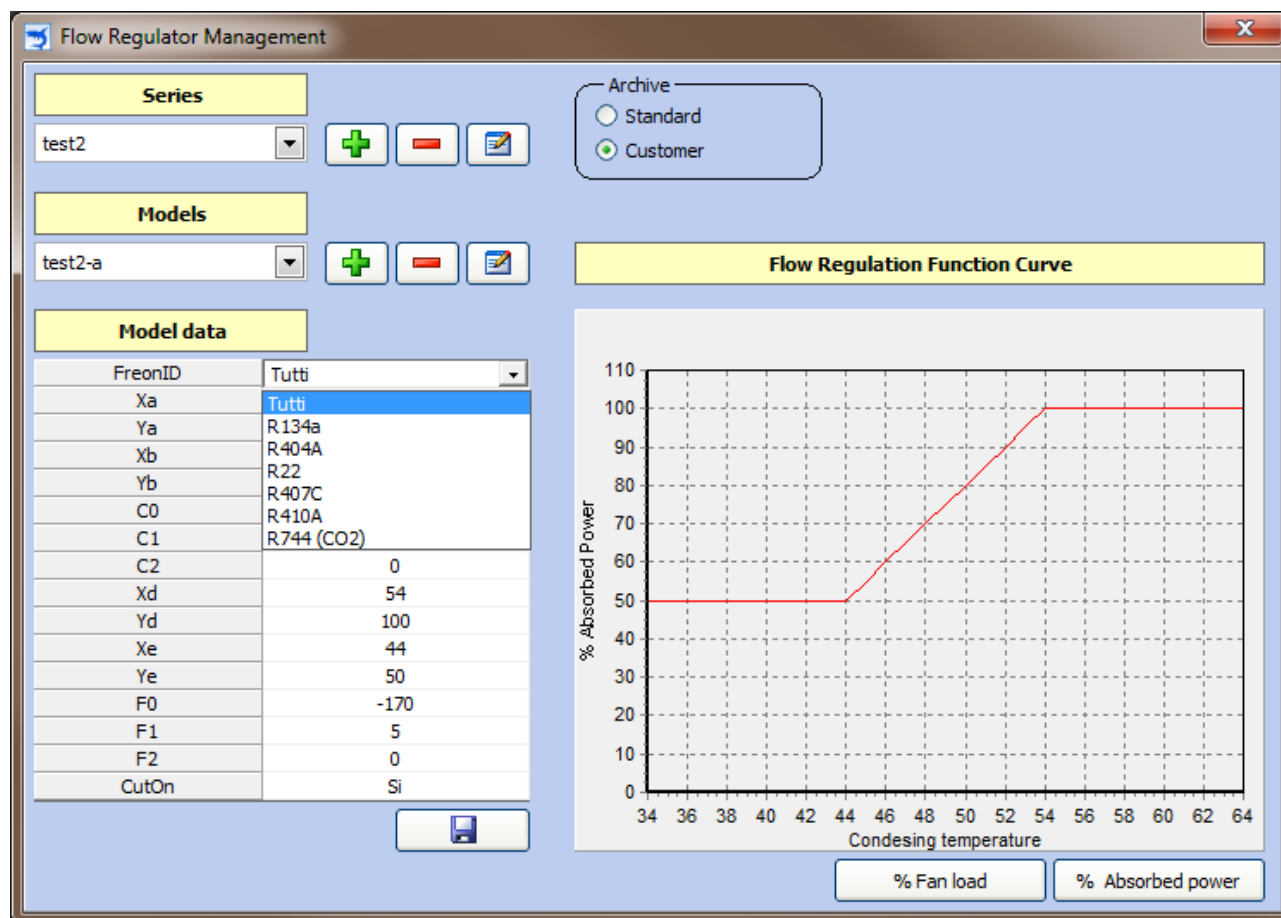 Flow Regulator Management
X
Series
test2
Archive
Standard
Customer
Models
test2-a
Flow Regulation Function Curve
Model data
FreonID Tutti
Xa Tutti
Ya R134a
Xb R404A
Yb R22
C0 R407C
C1 R410A
R744 (CO2)
C2 0
Xd 54
Yd 100
Xe 44
Ye 50
F0 -170
F1 5
F2 0
CutOn Si
110
100
90
80
70
60
50
40
30
20
10
0
% Absorbed Power
34 36 38 40 42 44 46 48 50 52 54 56 58 60 62 64
Condesing temperature
% Fan load
% Absorbed power